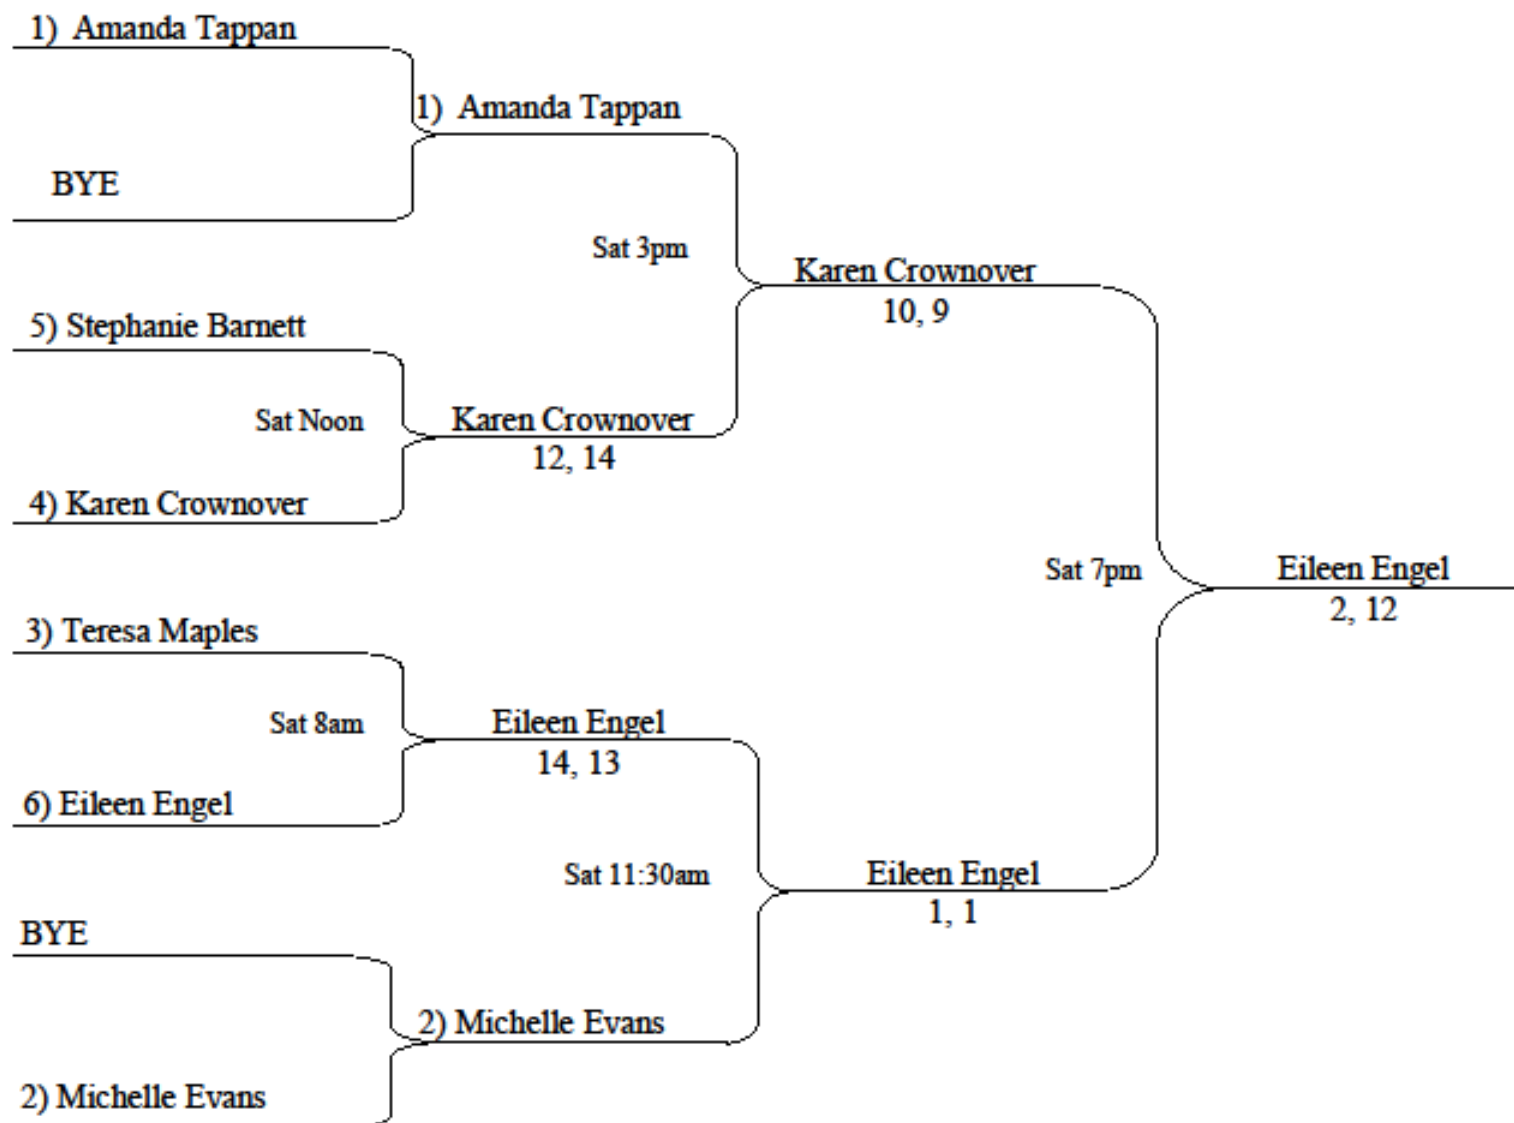 1) Amanda Tappan
1) Amanda Tappan
BYE
Sat 3pm
Karen Crownover
10, 9
5) Stephanie Barnett
Sat Noon
Karen Crownover
12, 14
4) Karen Crownover
Sat 7pm
Eileen Engel
2, 12
3) Teresa Maples
Sat 8am
Eileen Engel
14, 13
6) Eileen Engel
Sat 11:30am
Eileen Engel
1, 1
BYE
2) Michelle Evans
2) Michelle Evans